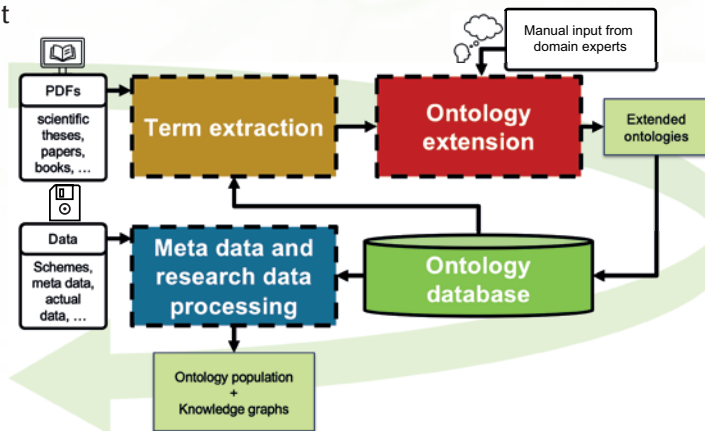 t
Manual input from
domain experts
PDFs
scientific
theses,
papers,
books, ...
Term extraction
Ontology
extension
Extended
ontologies
Data
Schemes,
meta data,
actual
data, ...
Meta data and
research data
processing
Ontology
database
Ontology population
+
Knowledge graphs